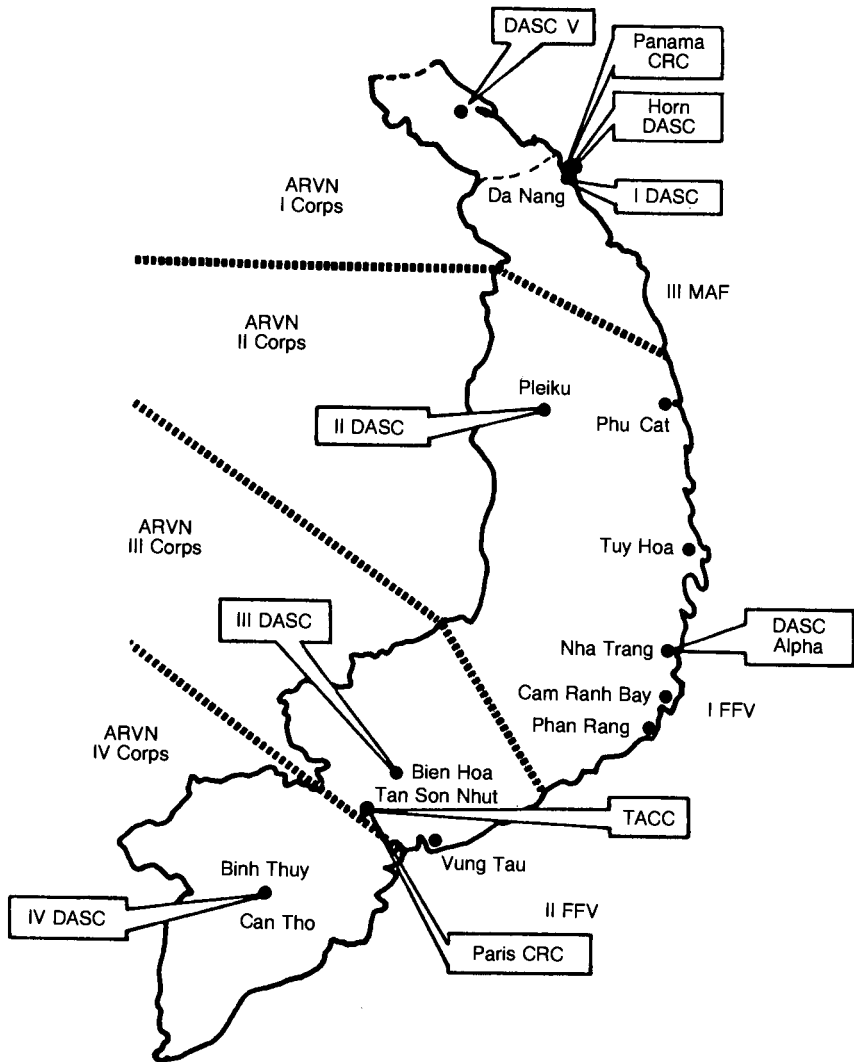 DASC V
Panama
CRC
Horn
DASC
I DASC
Da Nang
ARVN
I Corps
III MAF
ARVN
II Corps
Pleiku
II DASC
Phu Cat
ARVN
III Corps
Tuy Hoa
III DASC
Nha Trang
DASC
Alpha
Cam Ranh Bay
I FFV
Phan Rang
ARVN
IV Corps
Bien Hoa
Tan Son Nhut
TACC
Vung Tau
Binh Thuy
IV DASC
Can Tho
II FFV
Paris CRC